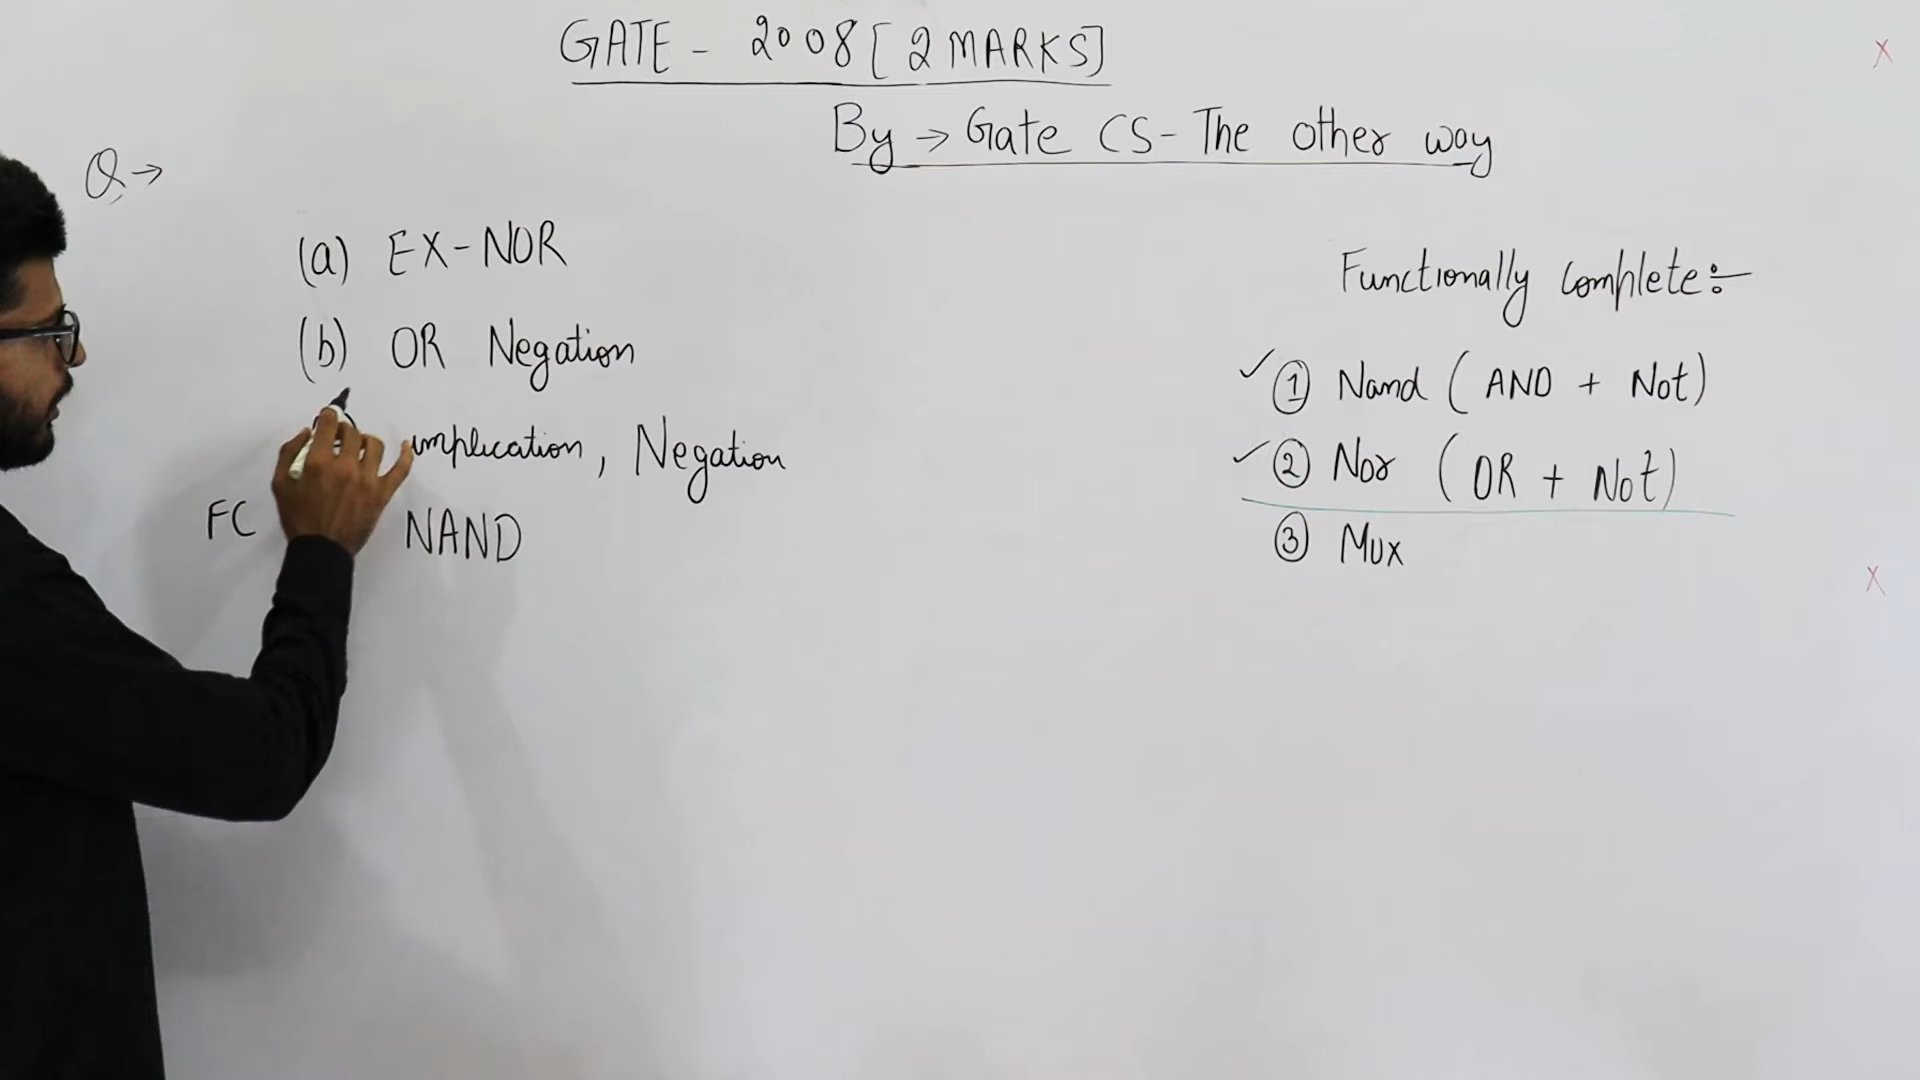 GATE - 2008 [2 MARKS]
By → Gate CS - The other way
Q →
(a) EX-NOR
(b) OR Negation
implication, Negation
FC NAND
Functionally complete:-
✓ ① Nand (AND + Not)
✓ ② Nor (OR + Not)
③ Mux
X
X